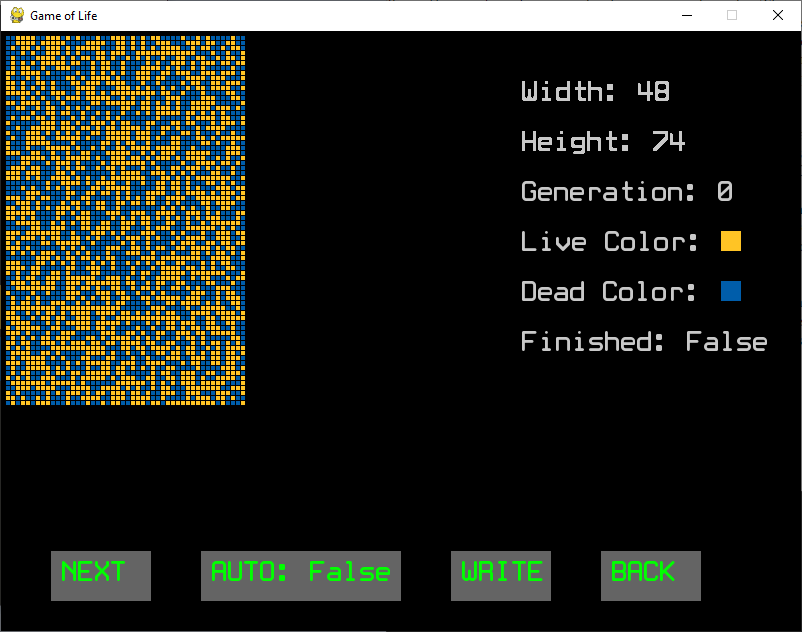 Game of Life
Width: 48
Height: 74
Generation: 0
Live Color:
Dead Color:
Finished: False
NEXT
AUTO: False
WRITE
BACK